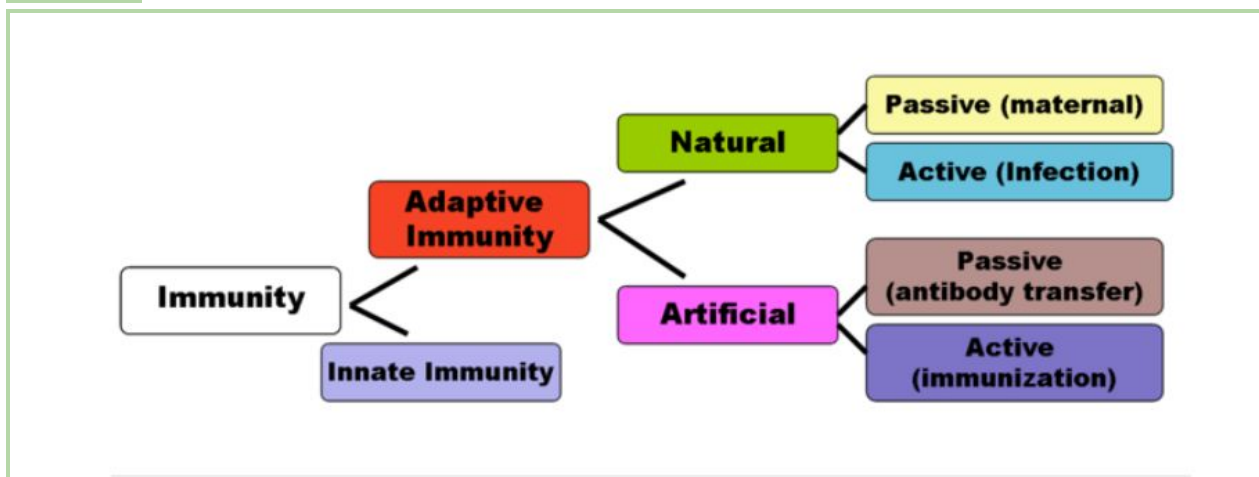 Passive (maternal)
Natural
Active (Infection)
Adaptive
Immunity
Passive
(antibody transfer)
Immunity
Artificial
Active
(immunization)
Innate Immunity